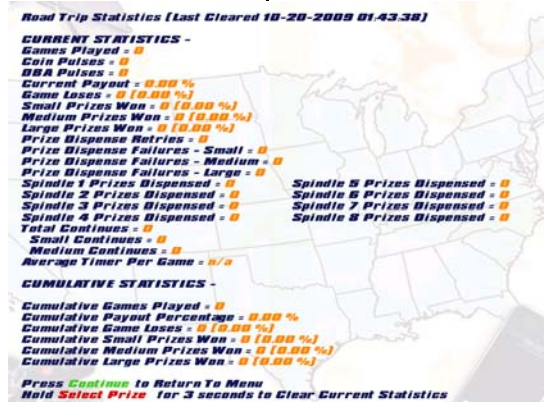 Road Trip Statistics (Last Cleared 10-20-2009 01:43:38)
CURRENT STATISTICS -
Games Played = 0
Coin Pulses = 0
DBA Pulses = 0
Current Payout = 0.00 %
Game Loses = 0 (0.00 %)
Small Prizes Won = 0 (0.00 %)
Medium Prizes Won = 0 (0.00 %)
Large Prizes Won = 0 (0.00 %)
Prize Dispense Retries = 0
Prize Dispense Failures - Small = 0
Prize Dispense Failures - Medium = 0
Prize Dispense Failures - Large = 0
Spindle 1 Prizes Dispensed = 0 Spindle 5 Prizes Dispensed = 0
Spindle 2 Prizes Dispensed = 0 Spindle 6 Prizes Dispensed = 0
Spindle 3 Prizes Dispensed = 0 Spindle 7 Prizes Dispensed = 0
Spindle 4 Prizes Dispensed = 0 Spindle 8 Prizes Dispensed = 0
Total Continues = 0
Small Continues = 0
Medium Continues = 0
Average Timer Per Game = n/a
CUMULATIVE STATISTICS -
Cumulative Games Played = 0
Cumulative Payout Percentage = 0.00 %
Cumulative Game Loses = 0 (0.00 %)
Cumulative Small Prizes Won = 0 (0.00 %)
Cumulative Medium Prizes Won = 0 (0.00 %)
Cumulative Large Prizes Won = 0 (0.00 %)
Press Continue to Return To Menu
Hold Select Prize for 3 seconds to Clear Current Statistics